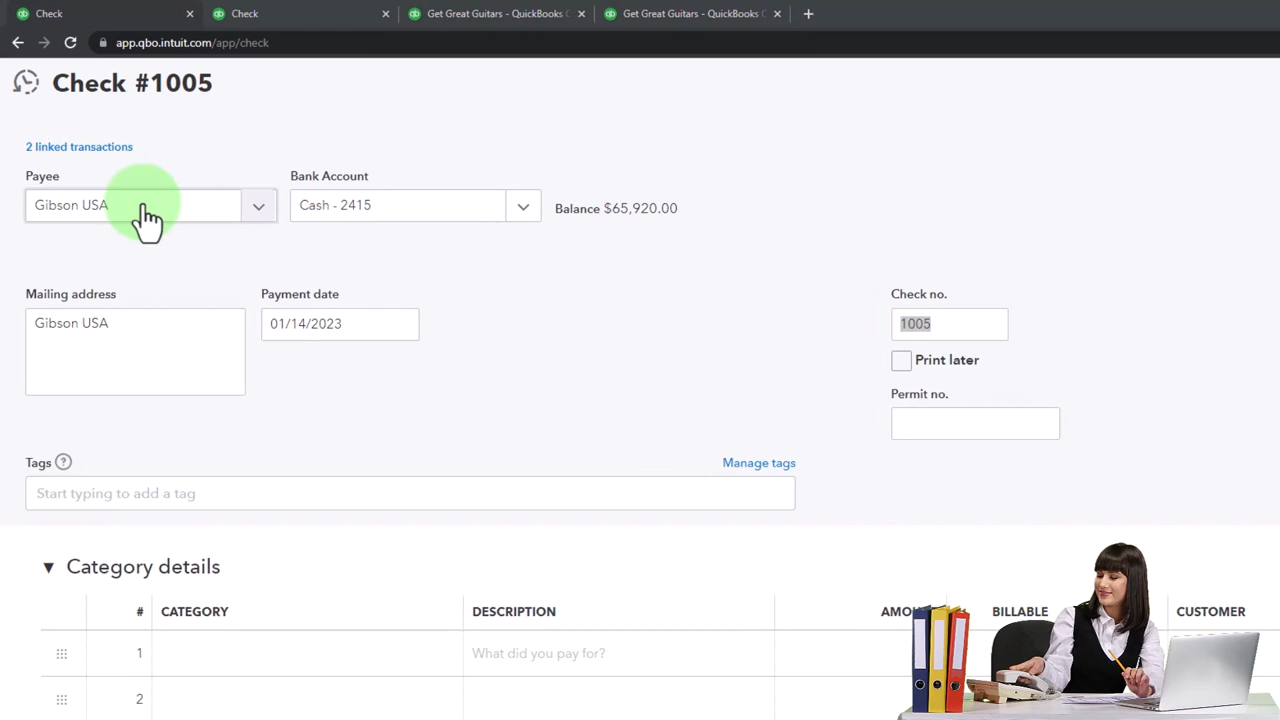 Check
Check
Get Great Guitars - QuickBooks
Get Great Guitars - QuickBooks
app.qbo.intuit.com/app/check
Check #1005
2 linked transactions
Payee
Bank Account
Gibson USA
Cash - 2415
Balance $65,920.00
Mailing address
Payment date
Check no.
Gibson USA
01/14/2023
1005
Print later
Permit no.
Tags
Manage tags
Start typing to add a tag
Category details
# CATEGORY DESCRIPTION BILLABLE CUSTOMER
1 What did you pay for?
2